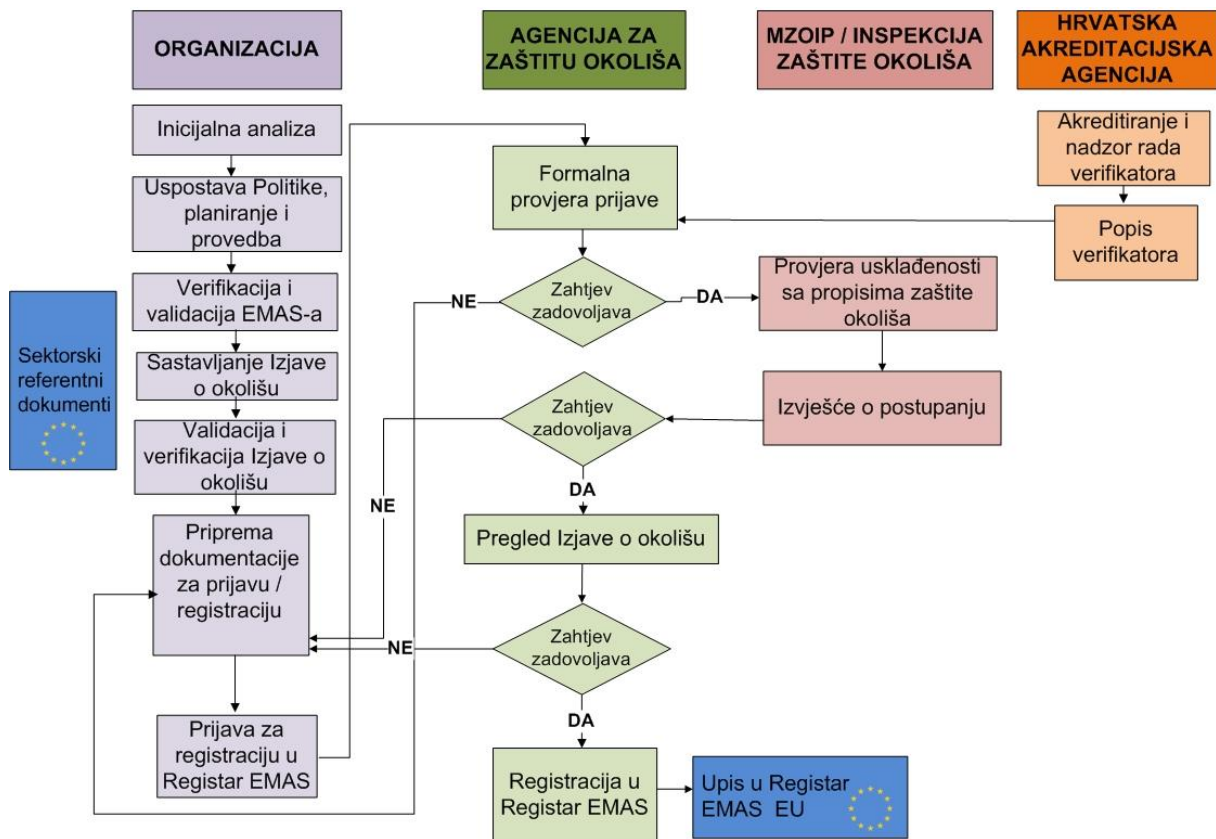 ORGANIZACIJA
AGENCIJA ZA
ZAŠTITU OKOLIŠA
MZOIP / INSPEKCIJA
ZAŠTITE OKOLIŠA
HRVATSKA
AKREDITACIJSKA
AGENCIJA
Inicijalna analiza
Uspostava Politike,
planiranje i
provedba
Verifikacija i
validacija EMAS-a
Sastavljanje Izjave
o okolišu
Validacija i
verifikacija Izjave o
okolišu
Priprema
dokumentacije
za prijavu /
registraciju
Prijava za
registraciju u
Registar EMAS
Sektorski
referentni
dokumenti
Formalna
provjera prijave
Zahtjev
zadovoljava
NE
DA
Zahtjev
zadovoljava
NE
DA
Pregled Izjave o okolišu
Zahtjev
zadovoljava
NE
DA
Registracija u
Registar EMAS
Upis u Registar
EMAS EU
Provjera usklađenosti
sa propisima zaštite
okoliša
Izvješće o postupanju
Akreditiranje i
nadzor rada
verifikatora
Popis
verifikatora